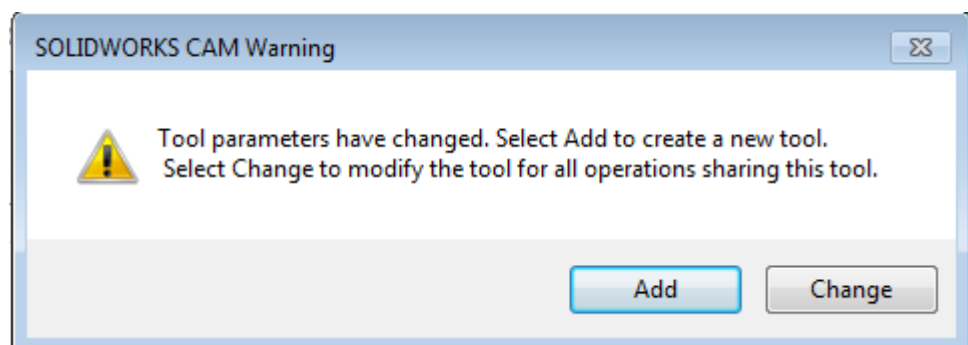 SOLIDWORKS CAM Warning
Tool parameters have changed. Select Add to create a new tool.
Select Change to modify the tool for all operations sharing this tool.
Add
Change